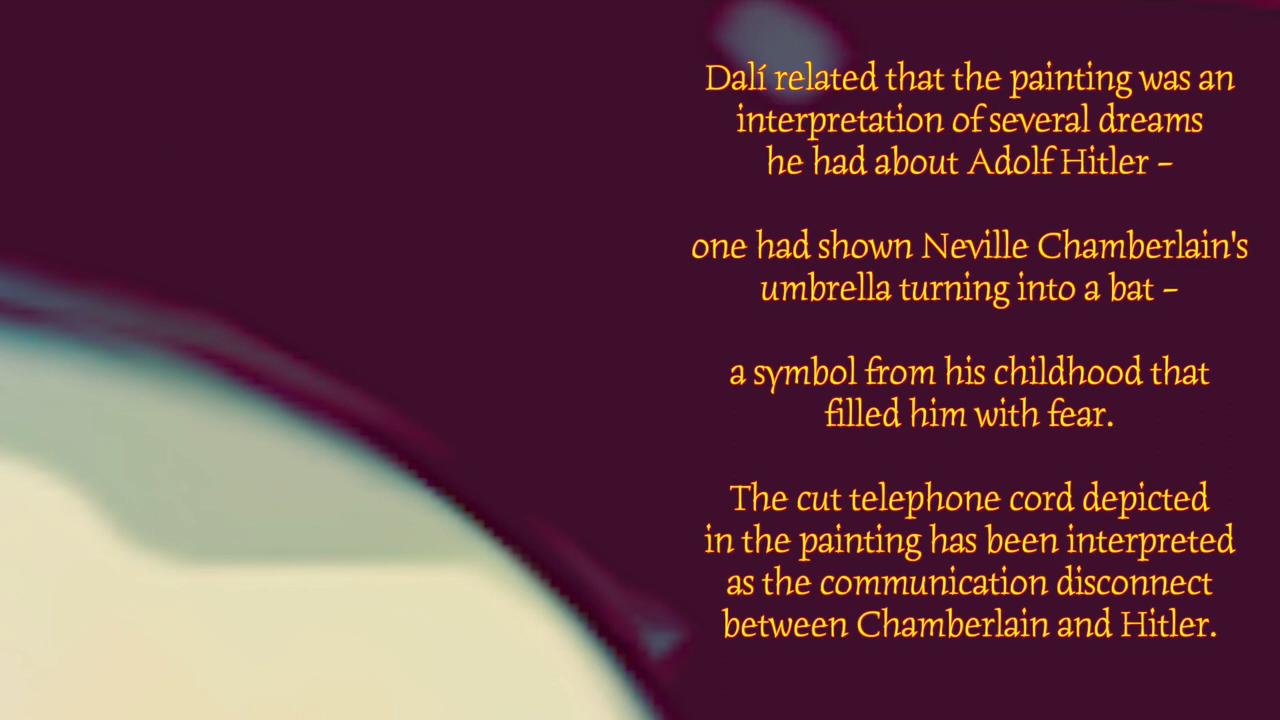 Dalí related that the painting was an
interpretation of several dreams
he had about Adolf Hitler –
one had shown Neville Chamberlain's
umbrella turning into a bat –
a symbol from his childhood that
filled him with fear.
The cut telephone cord depicted
in the painting has been interpreted
as the communication disconnect
between Chamberlain and Hitler.